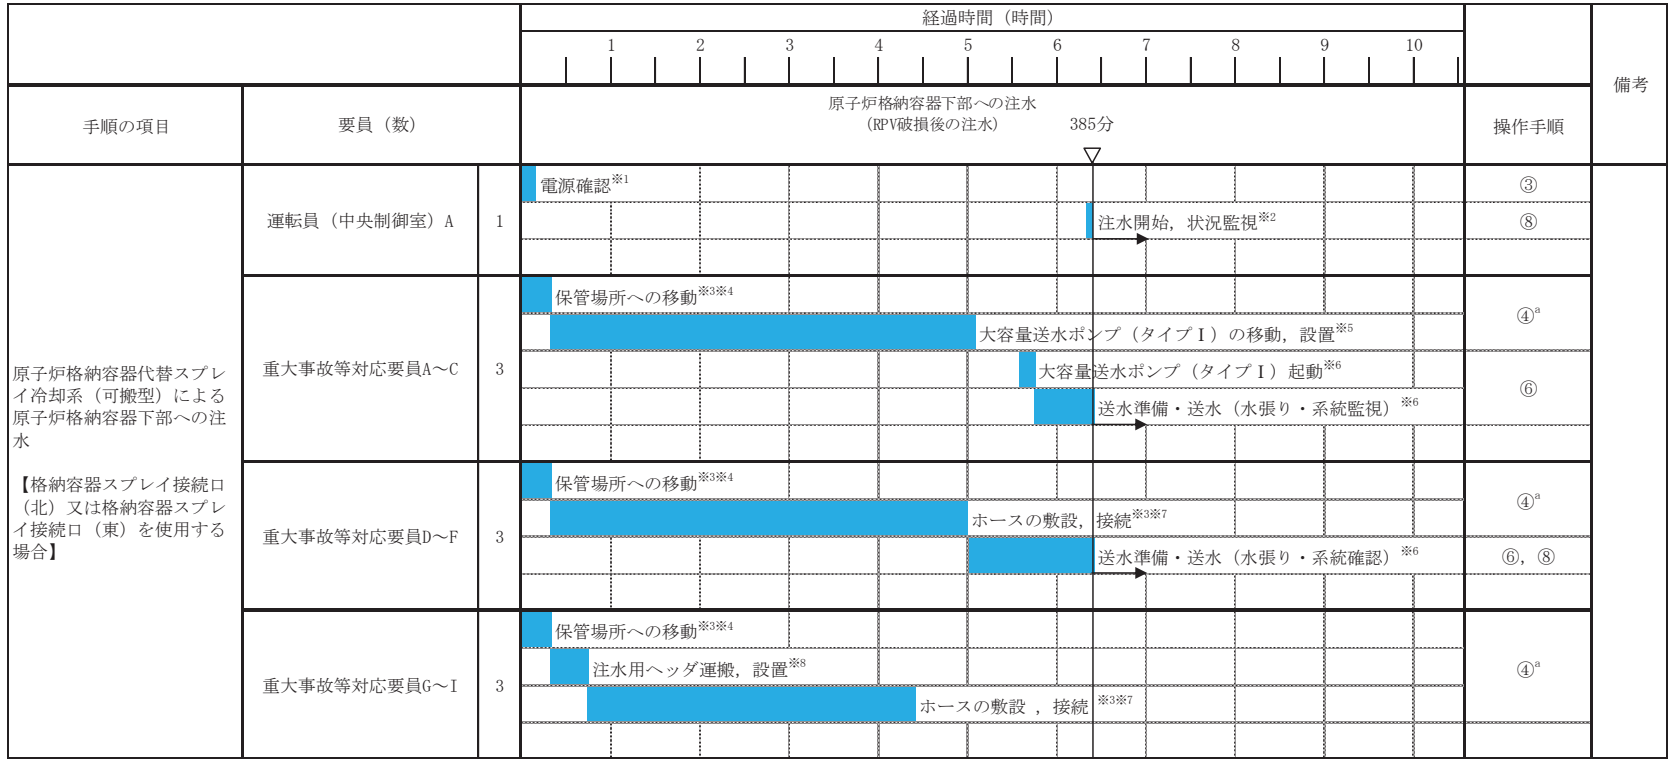 経過時間（時間）
1 2 3 4 5 6 7 8 9 10
備考
手順の項目
要員（数）
原子炉格納容器下部への注水
（RPV破損後の注水）
385分
操作手順
原子炉格納容器代替スプレ
イ冷却系（可搬型）による
原子炉格納容器下部への注
水
【格納容器スプレイ接続口
（北）又は格納容器スプレ
イ接続口（東）を使用する
場合】
運転員（中央制御室）A
1
電源確認※1
③
注水開始，状況監視※2
⑧
重大事故等対応要員A～C
3
保管場所への移動※3※4
大容量送水ポンプ（タイプⅠ）の移動，設置※5
④a
大容量送水ポンプ（タイプⅠ）起動※6
送水準備・送水（水張り・系統監視）※6
⑥
重大事故等対応要員D～F
3
保管場所への移動※3※4
ホースの敷設，接続※3※7
④a
送水準備・送水（水張り・系統確認）※6
⑥，⑧
重大事故等対応要員G～I
3
保管場所への移動※3※4
注水用ヘッダ運搬，設置※8
ホースの敷設，接続※3※7
④a